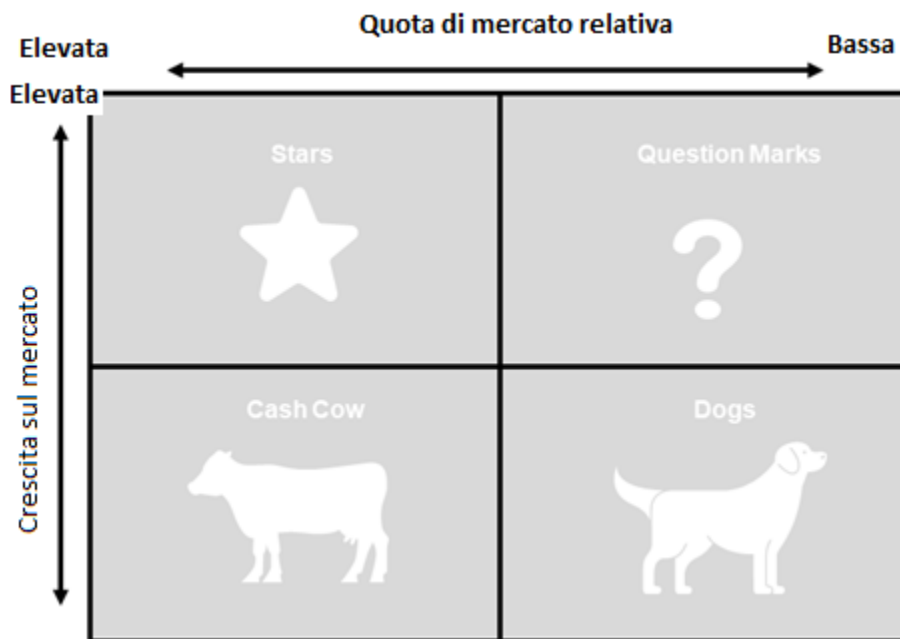 Quota di mercato relativa
Elevata
Bassa
Elevata
Stars
Question Marks
?
Crescita sul mercato
Cash Cow
Dogs